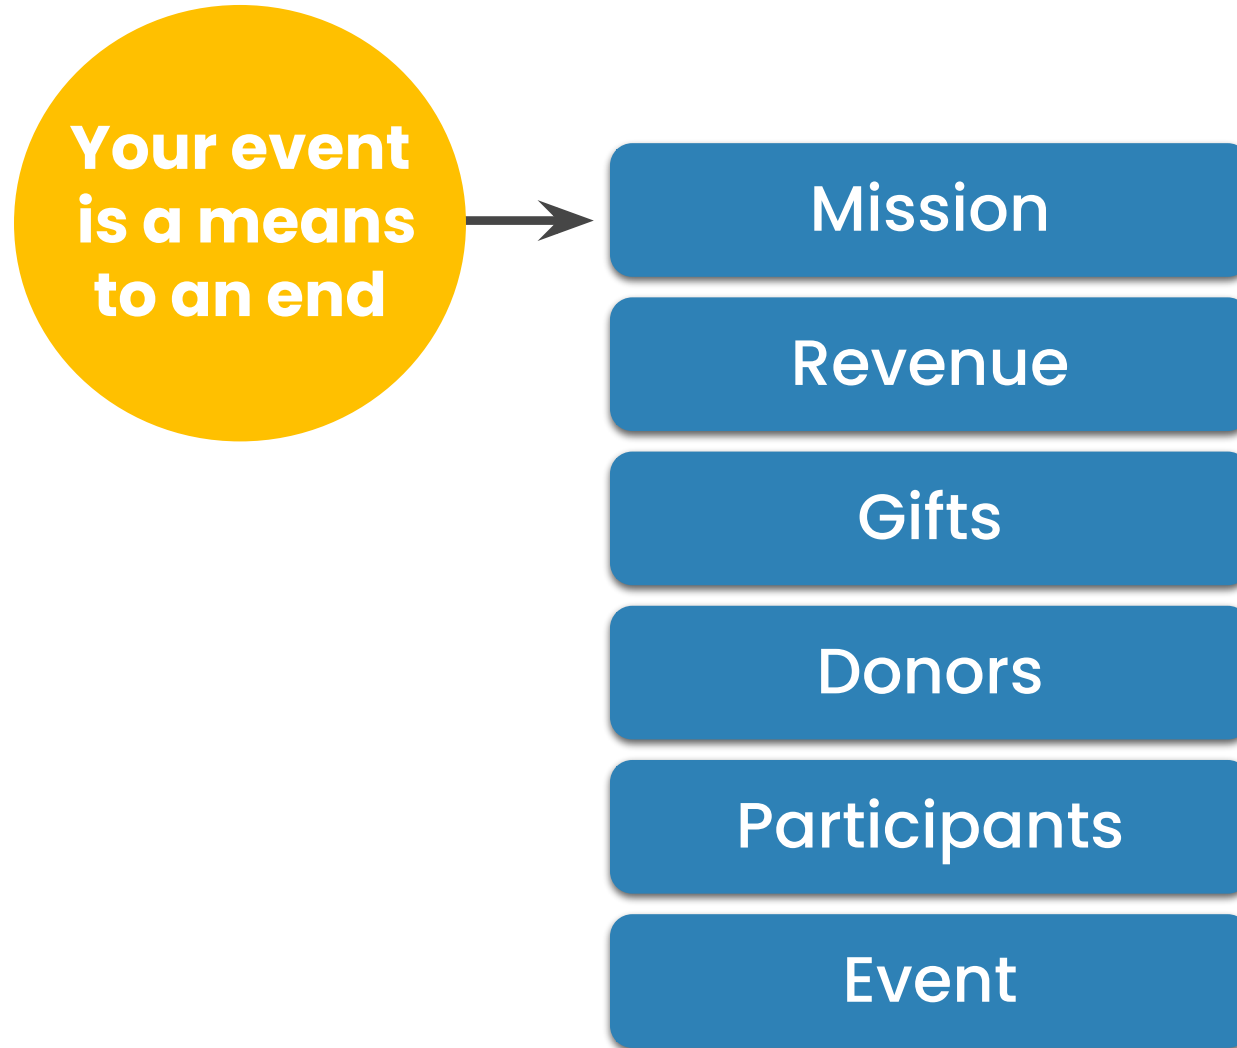 Your event
is a means
to an end
Mission
Revenue
Gifts
Donors
Participants
Event